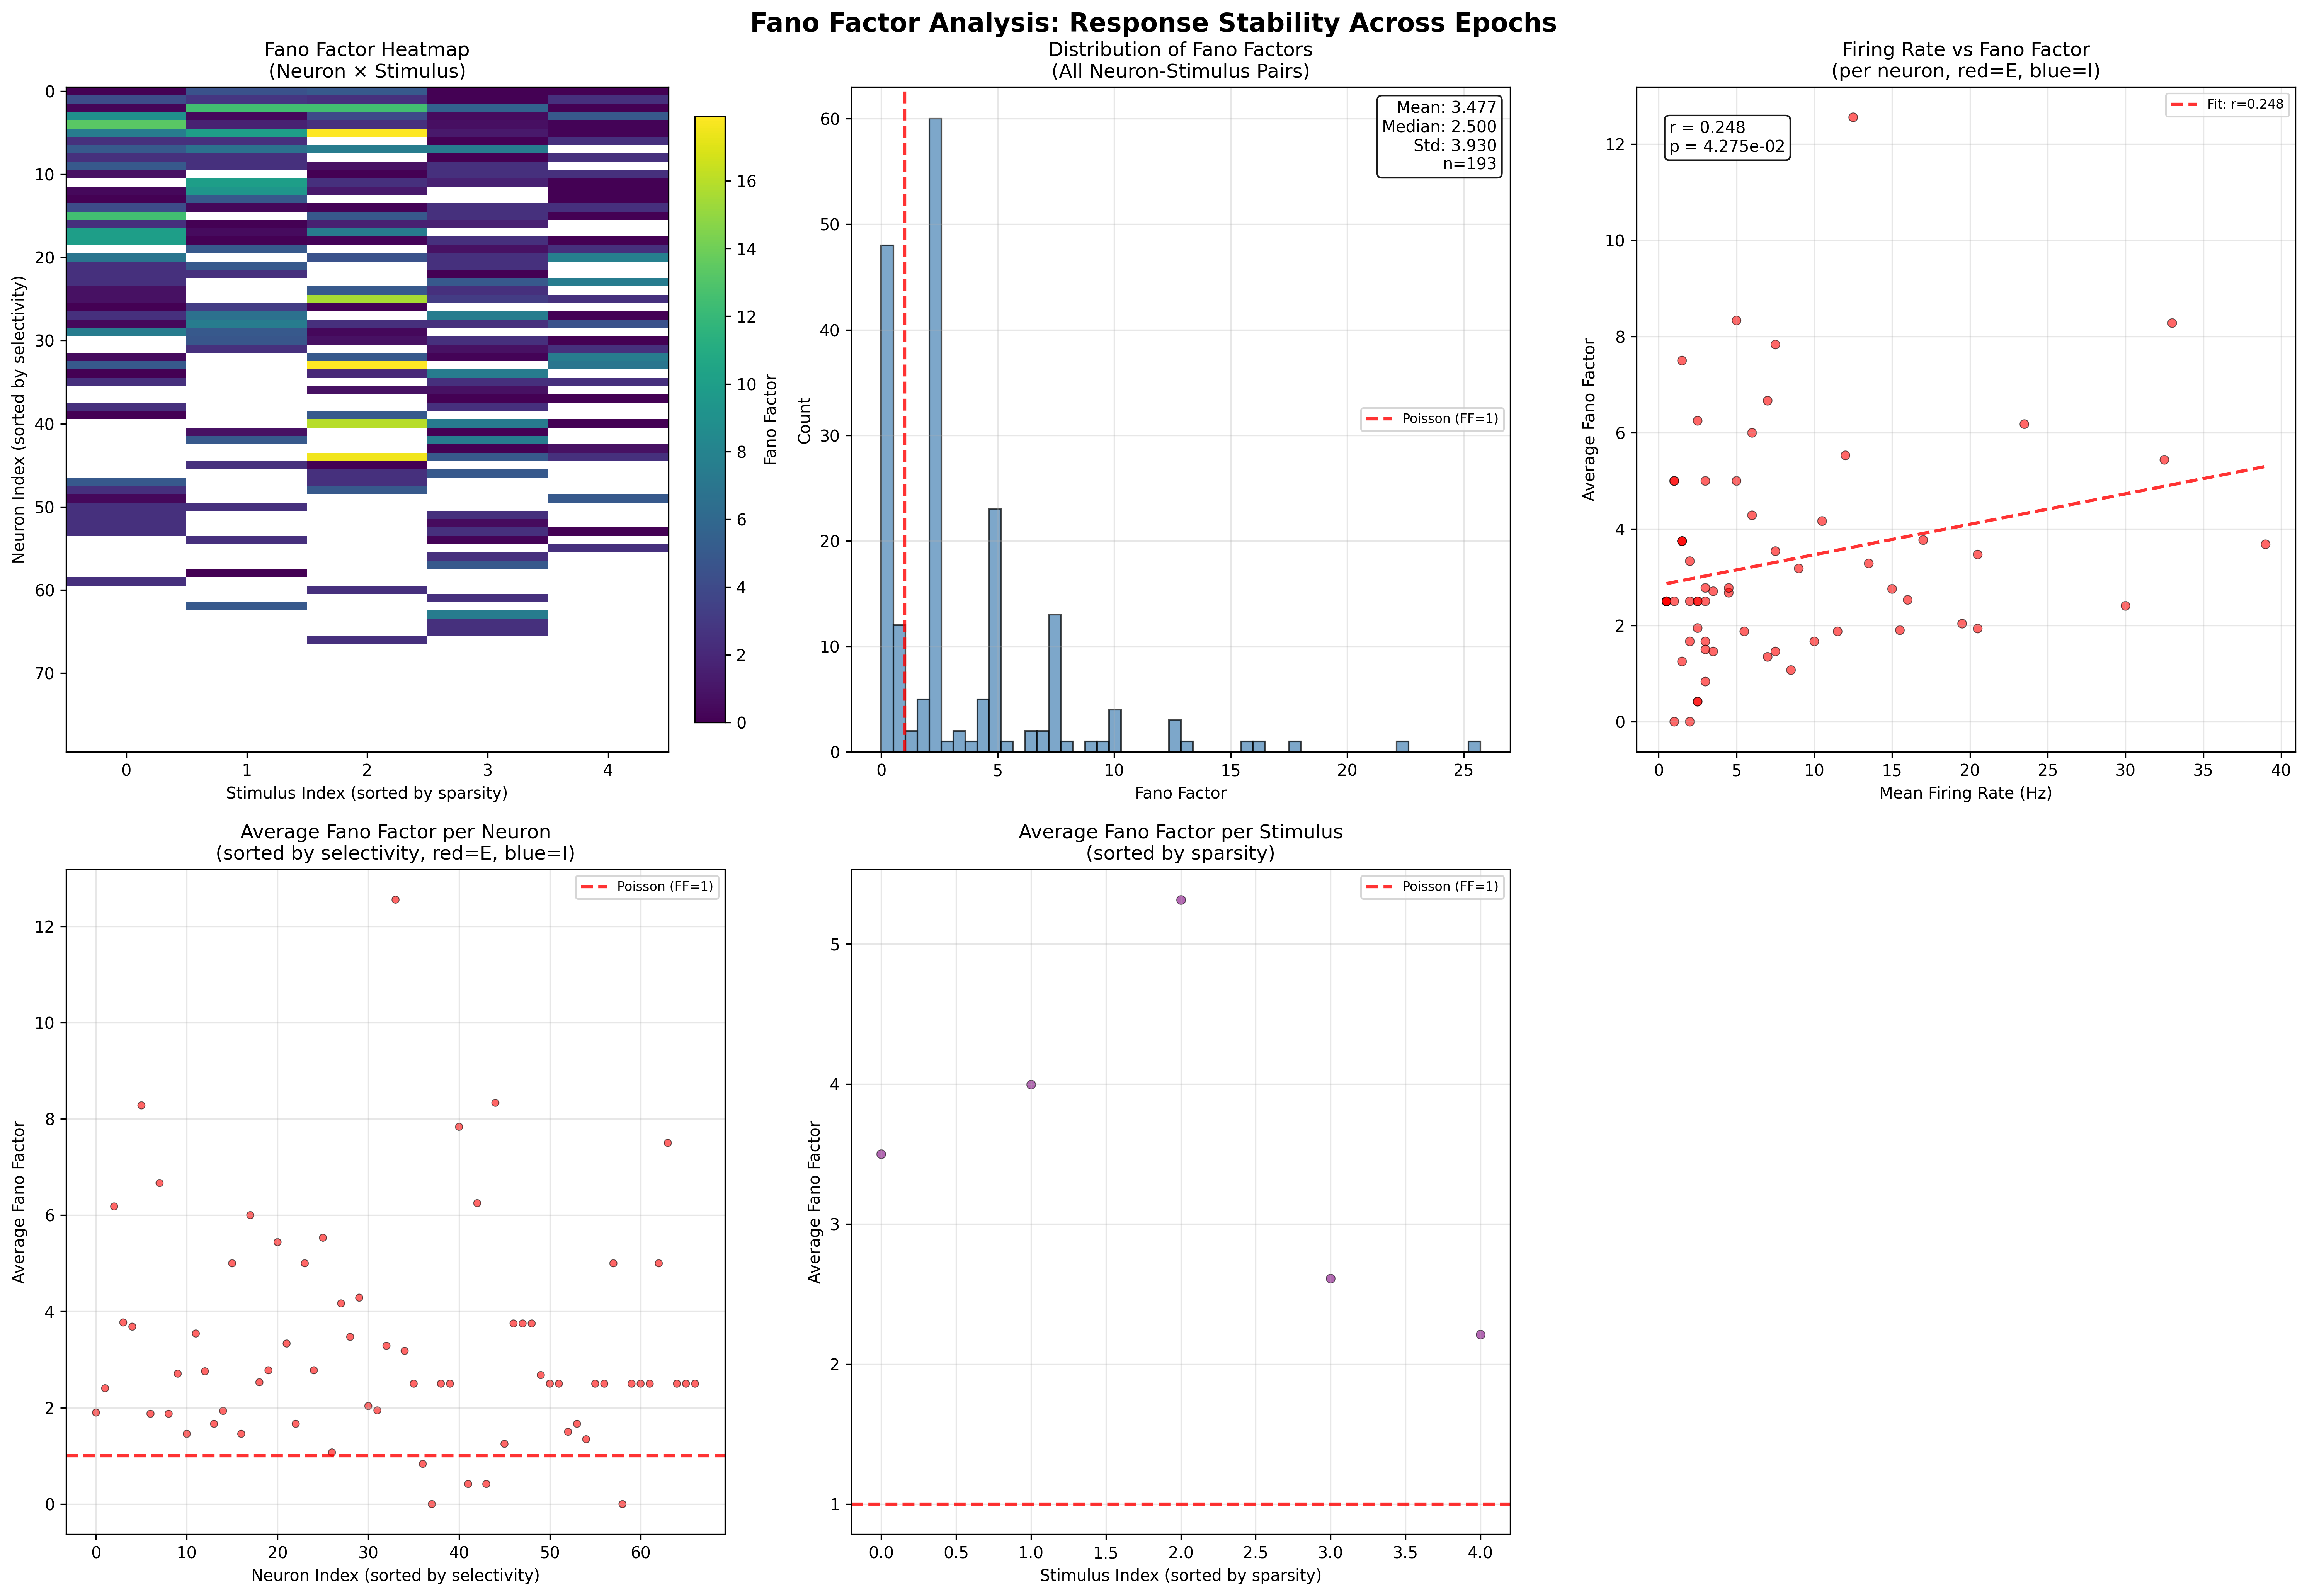 Fano Factor Analysis: Response Stability Across Epochs
Fano Factor Heatmap
(Neuron × Stimulus)
0
10
20
30
40
50
60
70
Neuron Index (sorted by selectivity)
0 1 2 3 4
Stimulus Index (sorted by sparsity)
16
14
12
10
8
6
4
2
0
Fano Factor
Distribution of Fano Factors
(All Neuron-Stimulus Pairs)
Mean: 3.477
Median: 2.500
Std: 3.930
n=193
Poisson (FF=1)
60
50
40
30
20
10
0
Count
0 5 10 15 20 25
Fano Factor
Firing Rate vs Fano Factor
(per neuron, red=E, blue=I)
Fit: r=0.248
r = 0.248
p = 4.275e-02
12
10
8
6
4
2
0
Average Fano Factor
0 5 10 15 20 25 30 35 40
Mean Firing Rate (Hz)
Average Fano Factor per Neuron
(sorted by selectivity, red=E, blue=I)
Poisson (FF=1)
12
10
8
6
4
2
0
Average Fano Factor
0 10 20 30 40 50 60
Neuron Index (sorted by selectivity)
Average Fano Factor per Stimulus
(sorted by sparsity)
Poisson (FF=1)
5
4
3
2
1
Average Fano Factor
0.0 0.5 1.0 1.5 2.0 2.5 3.0 3.5 4.0
Stimulus Index (sorted by sparsity)